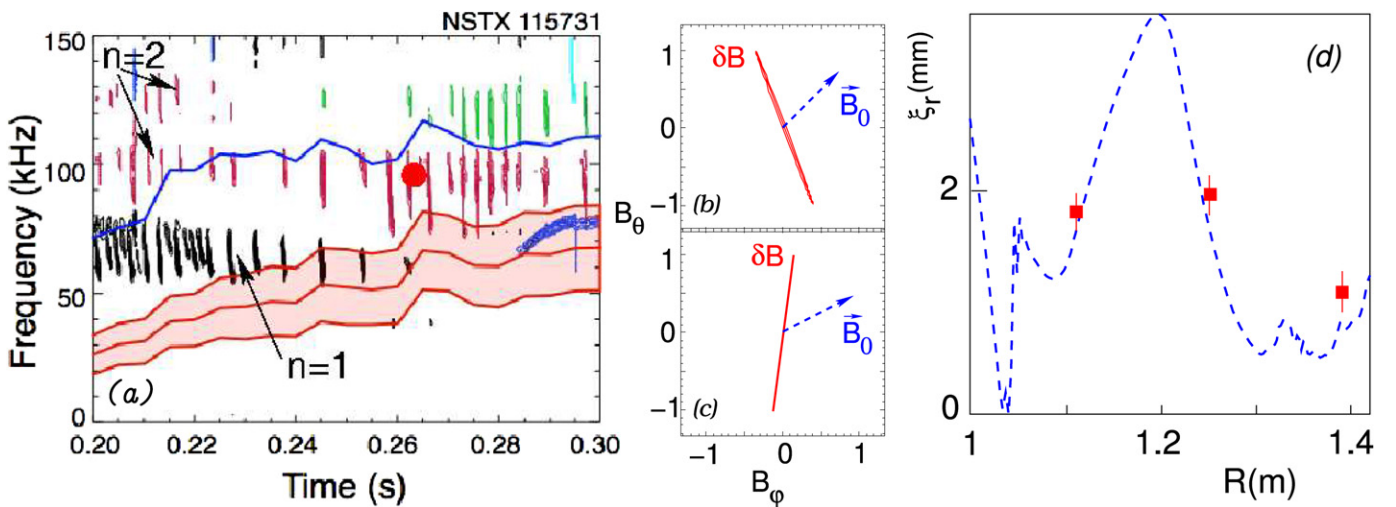 NSTX 115731
150
100
50
0
Frequency (kHz)
n=2
n=1
(a)
0.20 0.22 0.24 0.26 0.28 0.30
Time (s)
1
0
−1
δB
B⃗0
(b)
Bθ
1
0
−1
δB
B⃗0
(c)
−1 0 1
Bφ
ξr(mm)
2
0
(d)
1 1.2 1.4
R(m)